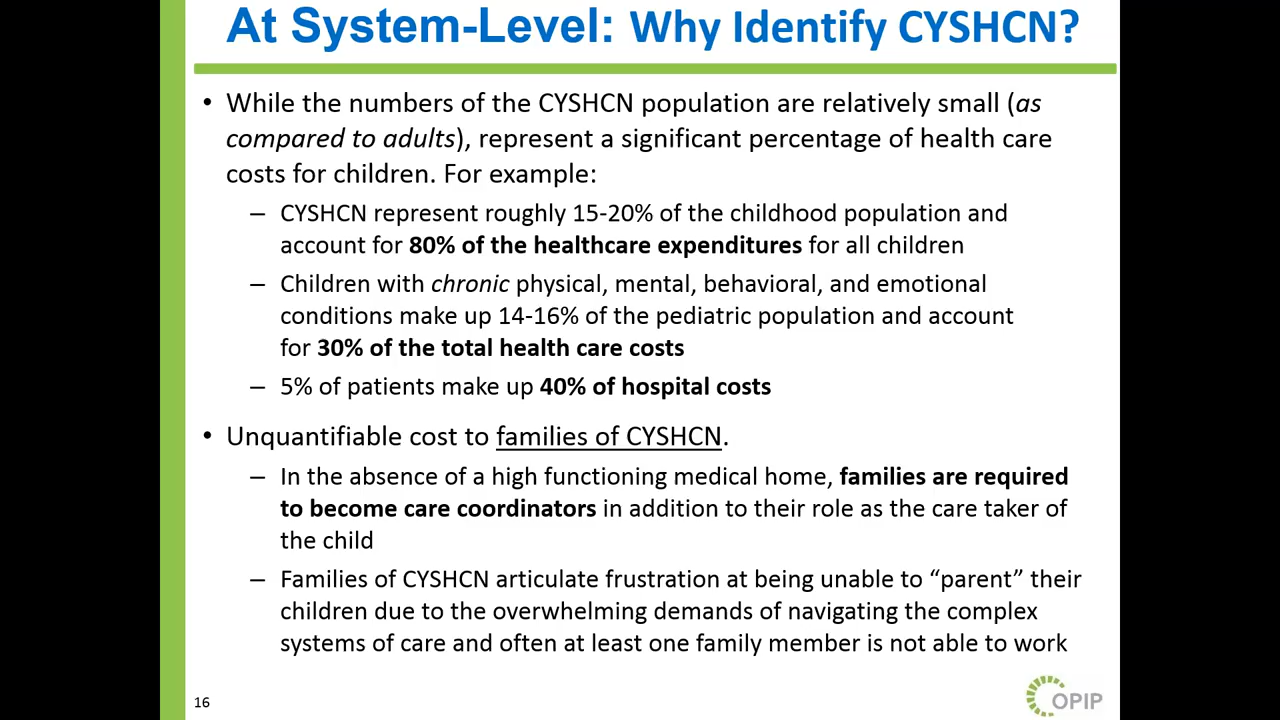 At System-Level: Why Identify CYSHCN?
• While the numbers of the CYSHCN population are relatively small (as
compared to adults), represent a significant percentage of health care
costs for children. For example:
– CYSHCN represent roughly 15-20% of the childhood population and
account for 80% of the healthcare expenditures for all children
– Children with chronic physical, mental, behavioral, and emotional
conditions make up 14-16% of the pediatric population and account
for 30% of the total health care costs
– 5% of patients make up 40% of hospital costs
• Unquantifiable cost to families of CYSHCN.
– In the absence of a high functioning medical home, families are required
to become care coordinators in addition to their role as the care taker of
the child
– Families of CYSHCN articulate frustration at being unable to “parent” their
children due to the overwhelming demands of navigating the complex
systems of care and often at least one family member is not able to work
16
OPIP